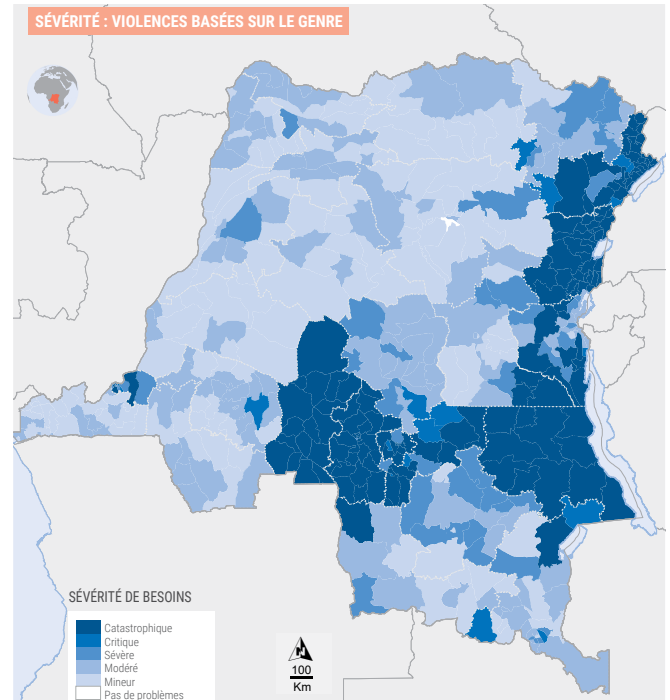 SÉVÉRITÉ : VIOLENCES BASÉES SUR LE GENRE
SÉVÉRITÉ DE BESOINS
Catastrophique
Critique
Sévère
Modéré
Mineur
Pas de problèmes
N
100
Km